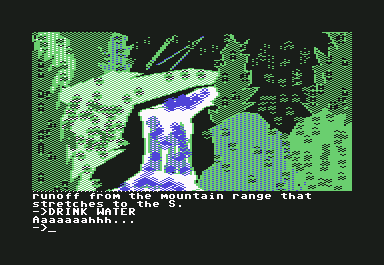 runoff from the mountain range that
stretches to the S.
->DRINK WATER
Aaaaaaahhh...
->_